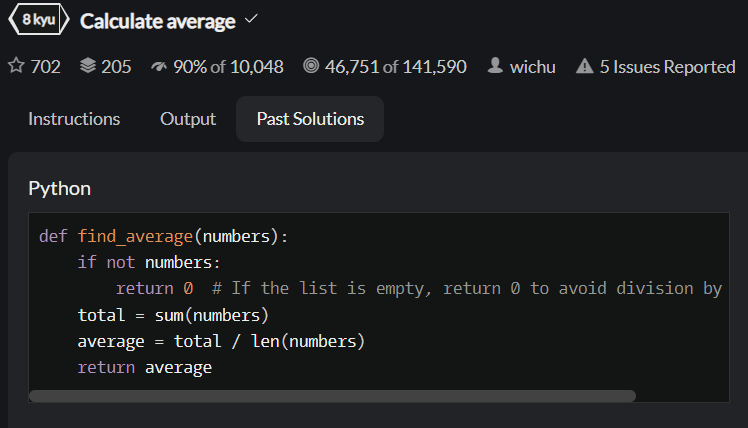 8 kyu Calculate average
702 205 90% of 10,048 46,751 of 141,590 wichu 5 Issues Reported
Instructions Output Past Solutions
Python
def find_average(numbers):
    if not numbers:
        return 0  # If the list is empty, return 0 to avoid division by
    total = sum(numbers)
    average = total / len(numbers)
    return average